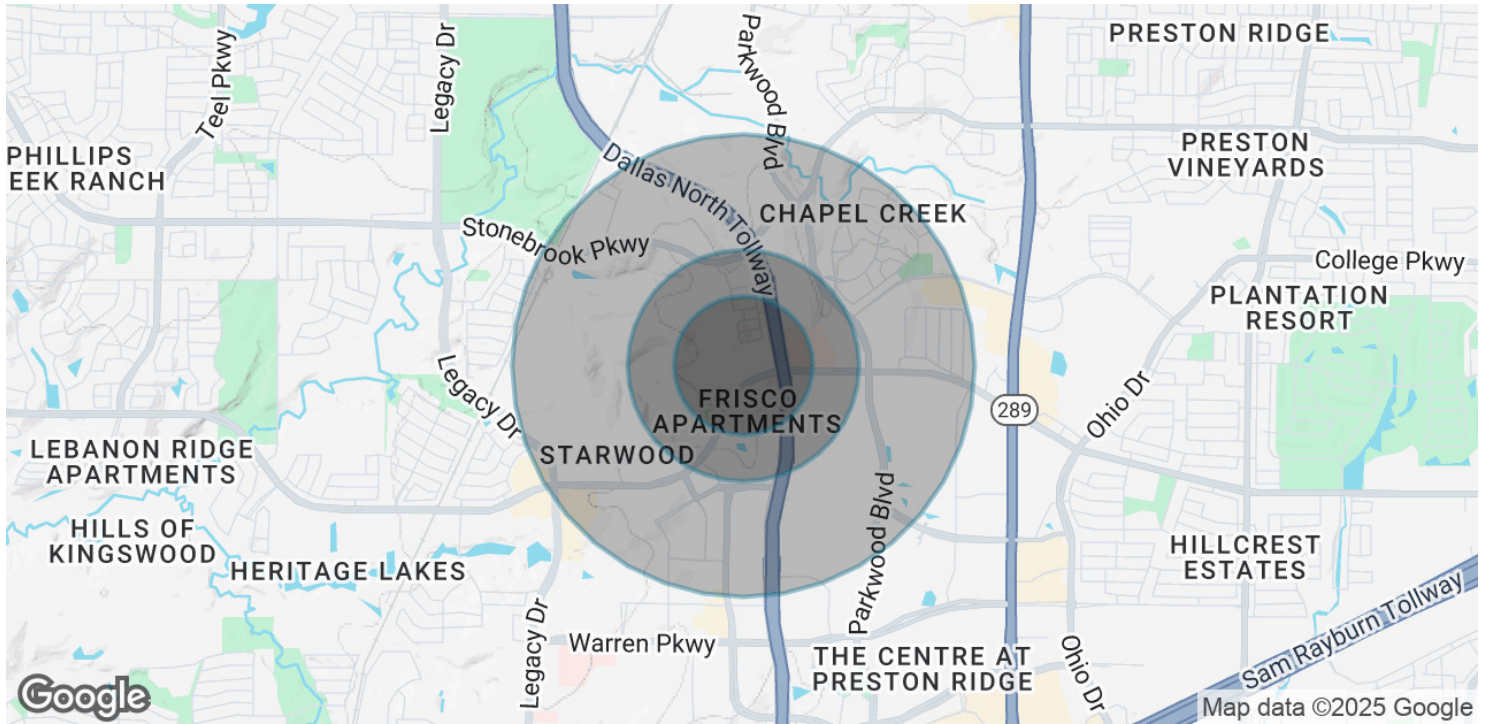 PRESTON RIDGE
Parkwood Blvd
Legacy Dr
Teel Pkwy
PRESTON
VINEYARDS
PHILLIPS
EEK RANCH
Dallas North Tollway
CHAPEL CREEK
Stonebrook Pkwy
College Pkwy
PLANTATION
RESORT
Legacy Dr
FRISCO
APARTMENTS
289
Ohio Dr
LEBANON RIDGE
APARTMENTS
STARWOOD
HILLS OF
KINGSWOOD
Parkwood Blvd
HILLCREST
ESTATES
HERITAGE LAKES
Legacy Dr
Warren Pkwy
THE CENTRE AT
PRESTON RIDGE
Ohio Dr
Sam Rayburn Tollway
Google
Map data ©2025 Google